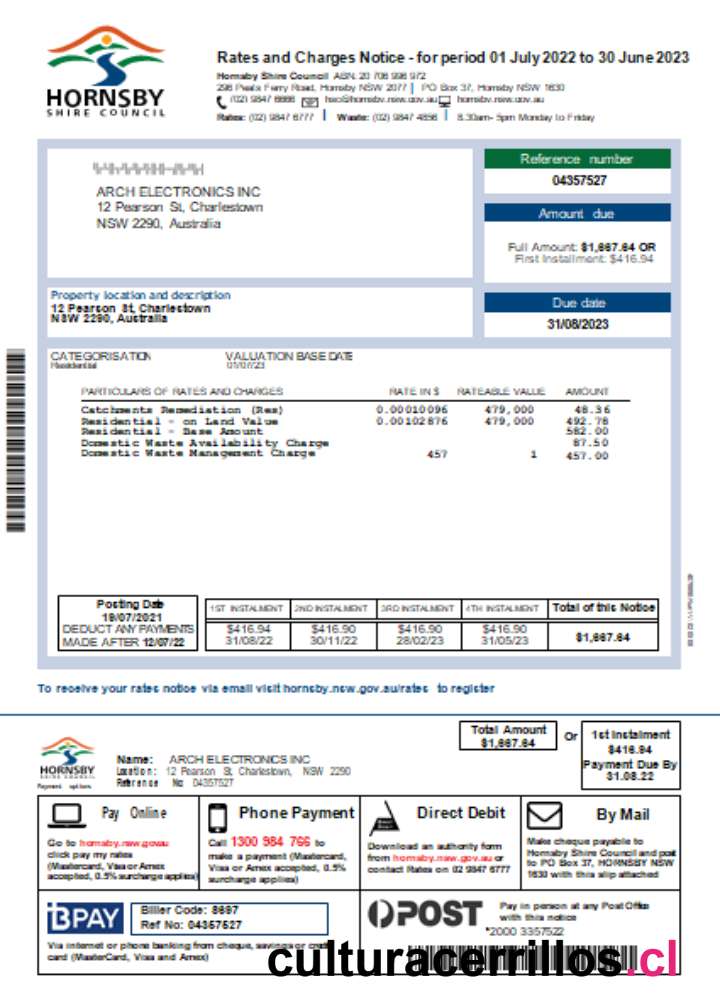 HORNSBY
SHIRE COUNCIL
Rates and Charges Notice - for period 01 July 2022 to 30 June 2023
Hornsby Shire Council ABN: 20 706 996 972
296 Peats Ferry Road, Hornsby NSW 2077 | PO Box 37, Hornsby NSW 1630
(02) 9847 6666 hsc@hornsby.nsw.gov.au hornsby.nsw.gov.au
Rates: (02) 9847 6777 | Waste: (02) 9847 4856 | 8.30am- 5pm Monday to Friday
ARCH ELECTRONICS INC
12 Pearson St, Charlestown
NSW 2290, Australia
Reference number
04357527
Amount due
Full Amount: $1,667.64 OR
First Installment: $416.94
Property location and description
12 Pearson St, Charlestown
NSW 2290, Australia
Due date
31/08/2023
CATEGORISATION VALUATION BASE DATE
Residential 01/07/23
PARTICULARS OF RATES AND CHARGES RATE IN $ RATEABLE VALUE AMOUNT
Catchments Remediation (Res) 0.00010096 479,000 48.36
Residential - on Land Value 0.00102876 479,000 492.78
Residential - Base Amount 582.00
Domestic Waste Availability Charge 87.50
Domestic Waste Management Charge 457 1 457.00
Posting Date
19/07/2021
DEDUCT ANY PAYMENTS
MADE AFTER 12/07/22
1ST INSTALMENT 2ND INSTALMENT 3RD INSTALMENT 4TH INSTALMENT Total of this Notice
$416.94 $416.90 $416.90 $416.90 $1,667.64
31/08/22 30/11/22 28/02/23 31/05/23
To receive your rates notice via email visit hornsby.nsw.gov.au/rates to register
HORNSBY
SHIRE COUNCIL
Payment options
Name: ARCH ELECTRONICS INC
Location: 12 Pearson St, Charlestown, NSW 2290
Reference No: 04357527
Total Amount
$1,667.64
Or
1st Instalment
$416.94
Payment Due By
31.08.22
Pay Online
Go to hornsby.nsw.govau
click pay my rates
(Mastercard, Visa or Amex
accepted, 0.5% surcharge applies)
Phone Payment
Call 1300 984 766 to
make a payment (Mastercard,
Visa or Amex accepted, 0.5%
surcharge applies)
Direct Debit
Download an authority form
from hornsby.nsw.gov.au or
contact Rates on 02 9847 6777
By Mail
Make cheque payable to
Hornsby Shire Council and post
to PO Box 37, HORNSBY NSW
1630 with this slip attached
BPAY
Biller Code: 8697
Ref No: 04357527
Via internet or phone banking from cheque, savings or credit
card (MasterCard, Visa and Amex)
POST
Pay in person at any Post Office
with this notice
*2000 3357522
culturacerrillos.cl